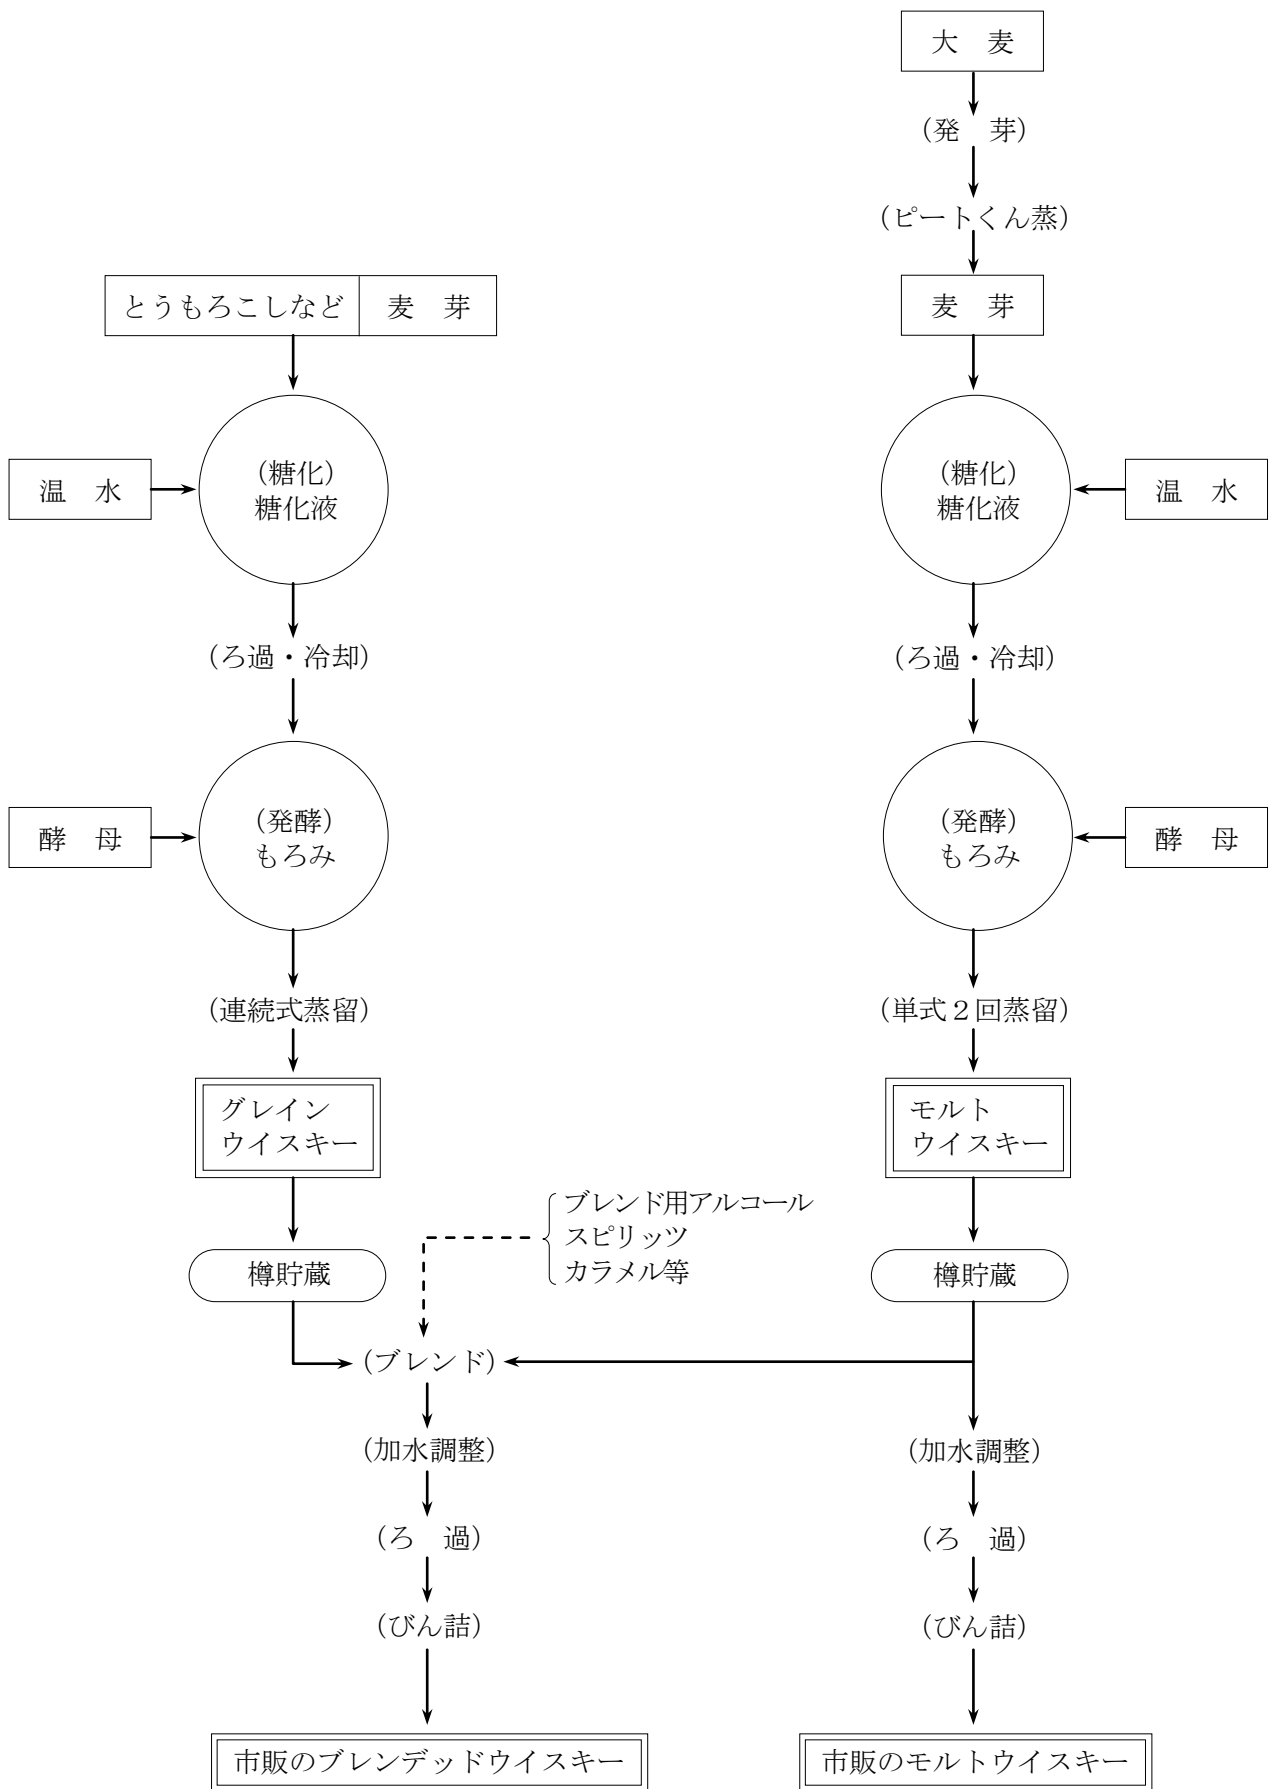 大　麦
（発　芽）
（ピートくん蒸）
とうもろこしなど
麦　芽
麦　芽
（糖化）
糖化液
温　水
（糖化）
糖化液
温　水
（ろ過・冷却）
（ろ過・冷却）
酵　母
（発酵）
もろみ
（発酵）
もろみ
酵　母
（連続式蒸留）
（単式２回蒸留）
グレイン
ウイスキー
モルト
ウイスキー
ブレンド用アルコール
スピリッツ
カラメル等
樽貯蔵
樽貯蔵
（ブレンド）
（加水調整）
（加水調整）
（ろ　過）
（ろ　過）
（びん詰）
（びん詰）
市販のブレンデッドウイスキー
市販のモルトウイスキー